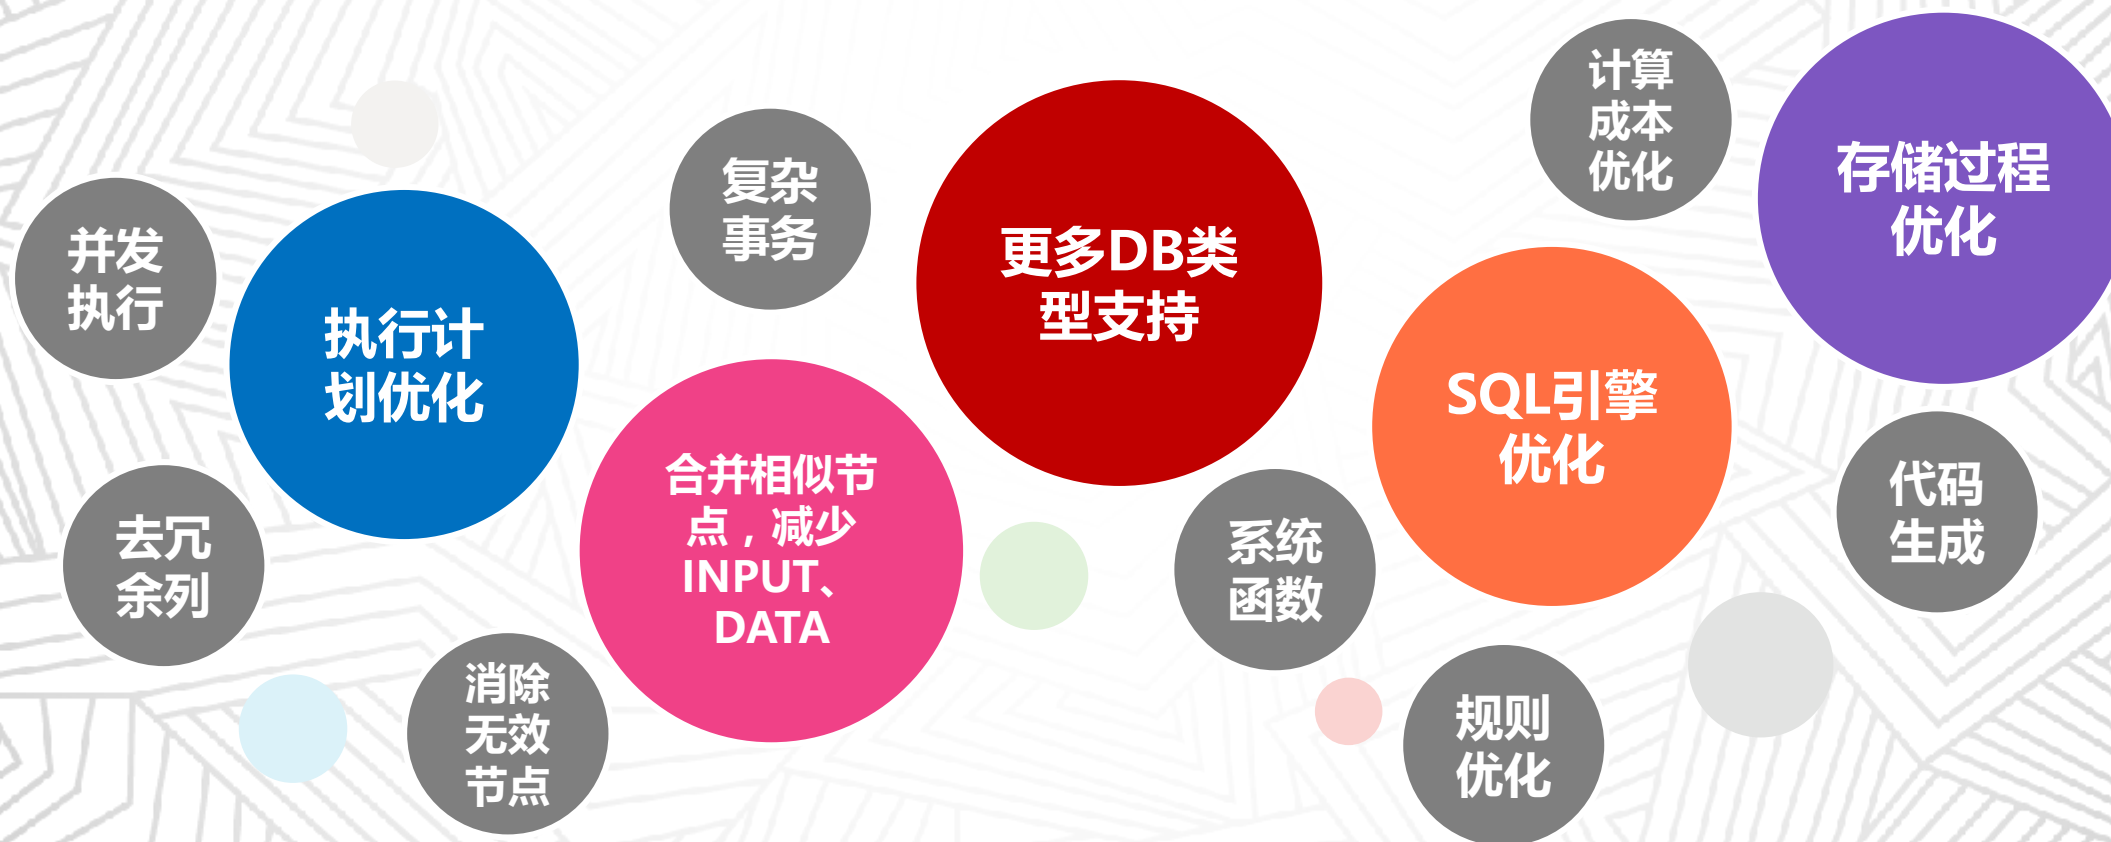 并发
执行
执行计
划优化
去冗
余列
消除
无效
节点
复杂
事务
合并相似节
点，减少
INPUT、
DATA
更多DB类
型支持
系统
函数
计算
成本
优化
SQL引擎
优化
规则
优化
存储过程
优化
代码
生成